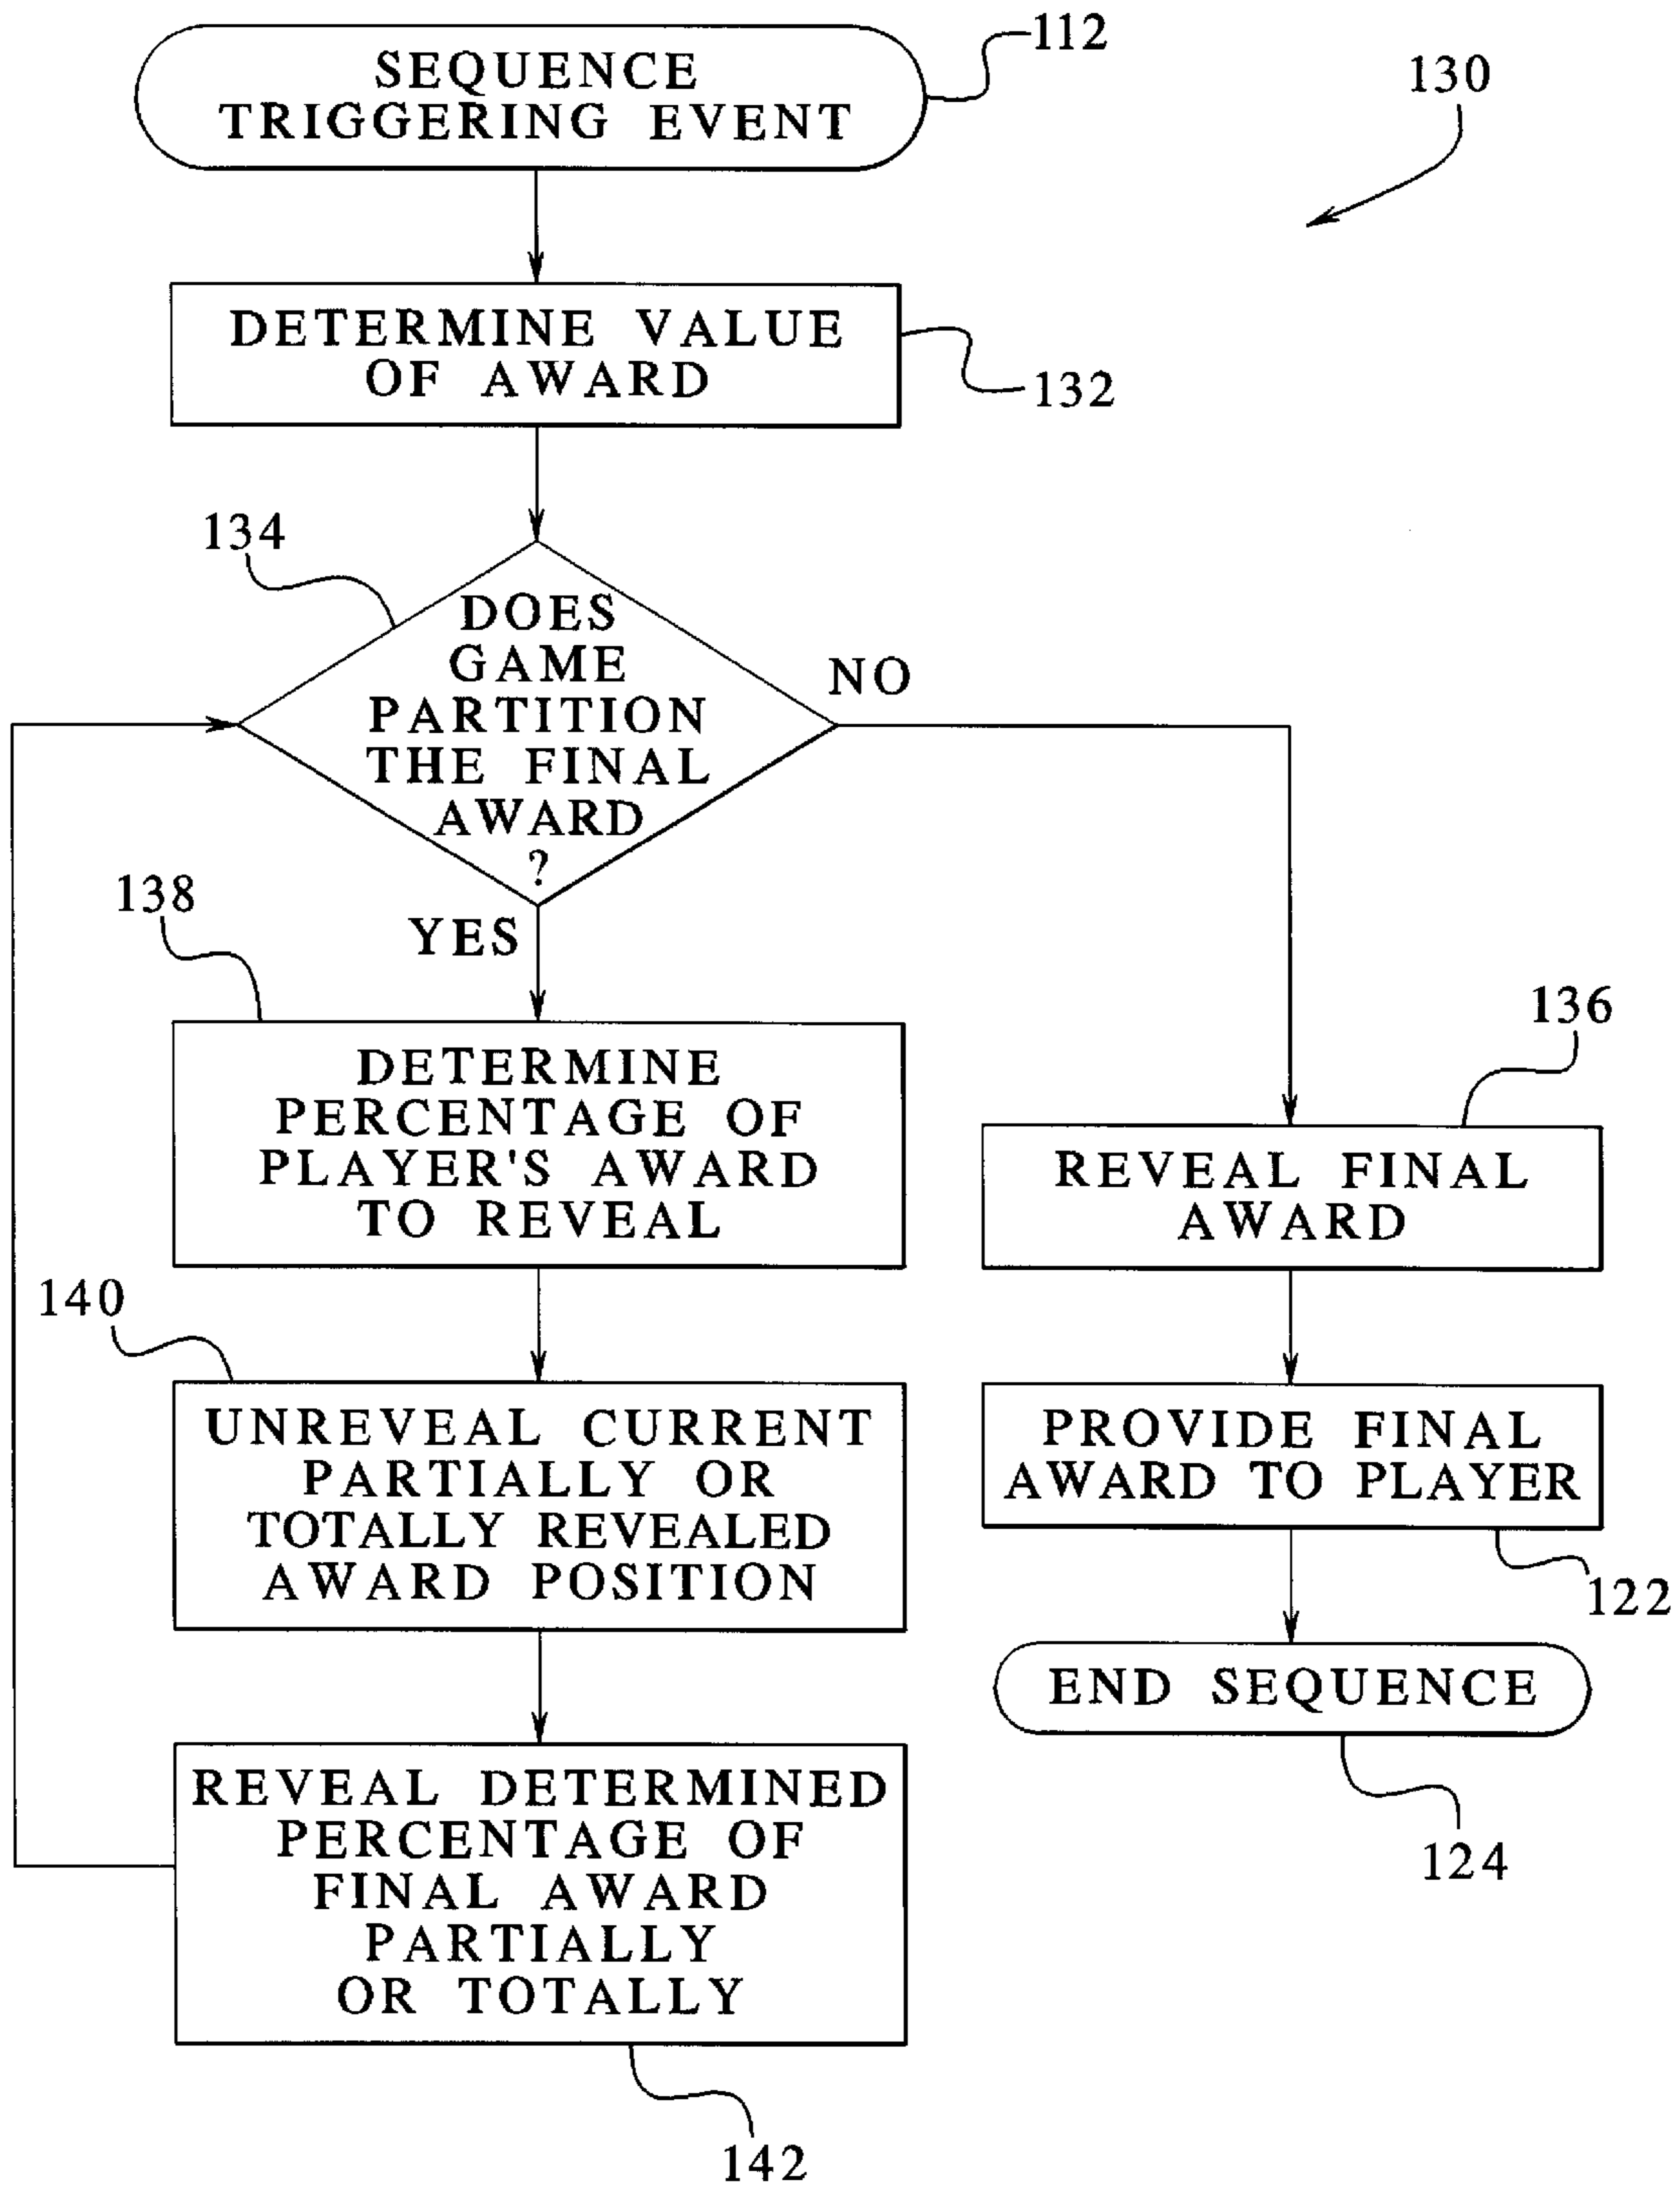 SEQUENCE
TRIGGERING EVENT
112
130
DETERMINE VALUE
OF AWARD
132
134
DOES
GAME
PARTITION
THE FINAL
AWARD
?
NO
YES
138
DETERMINE
PERCENTAGE OF
PLAYER'S AWARD
TO REVEAL
136
REVEAL FINAL
AWARD
140
UNREVEAL CURRENT
PARTIALLY OR
TOTALLY REVEALED
AWARD POSITION
PROVIDE FINAL
AWARD TO PLAYER
122
END SEQUENCE
124
REVEAL DETERMINED
PERCENTAGE OF
FINAL AWARD
PARTIALLY
OR TOTALLY
142